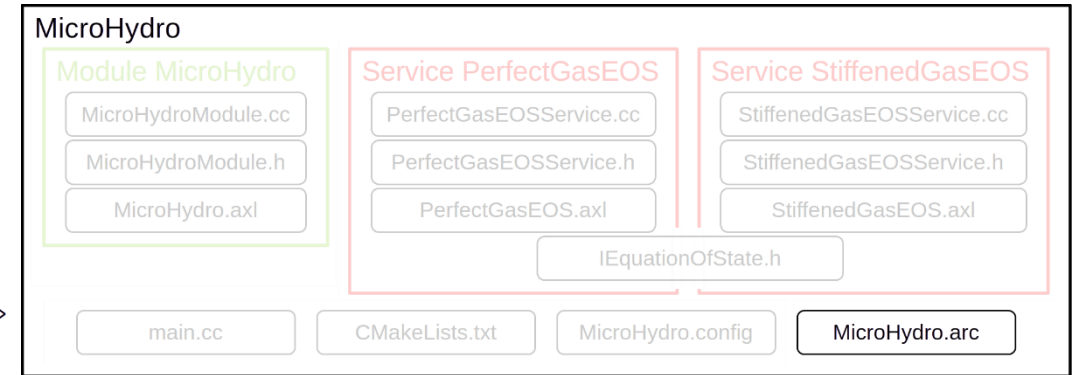 MicroHydro
Module MicroHydro
MicroHydroModule.cc
MicroHydroModule.h
MicroHydro.axl
Service PerfectGasEOS
PerfectGasEOSService.cc
PerfectGasEOSService.h
PerfectGasEOS.axl
Service StiffenedGasEOS
StiffenedGasEOSService.cc
StiffenedGasEOSService.h
StiffenedGasEOS.axl
IEquationOfState.h
main.cc
CMakeLists.txt
MicroHydro.config
MicroHydro.arc